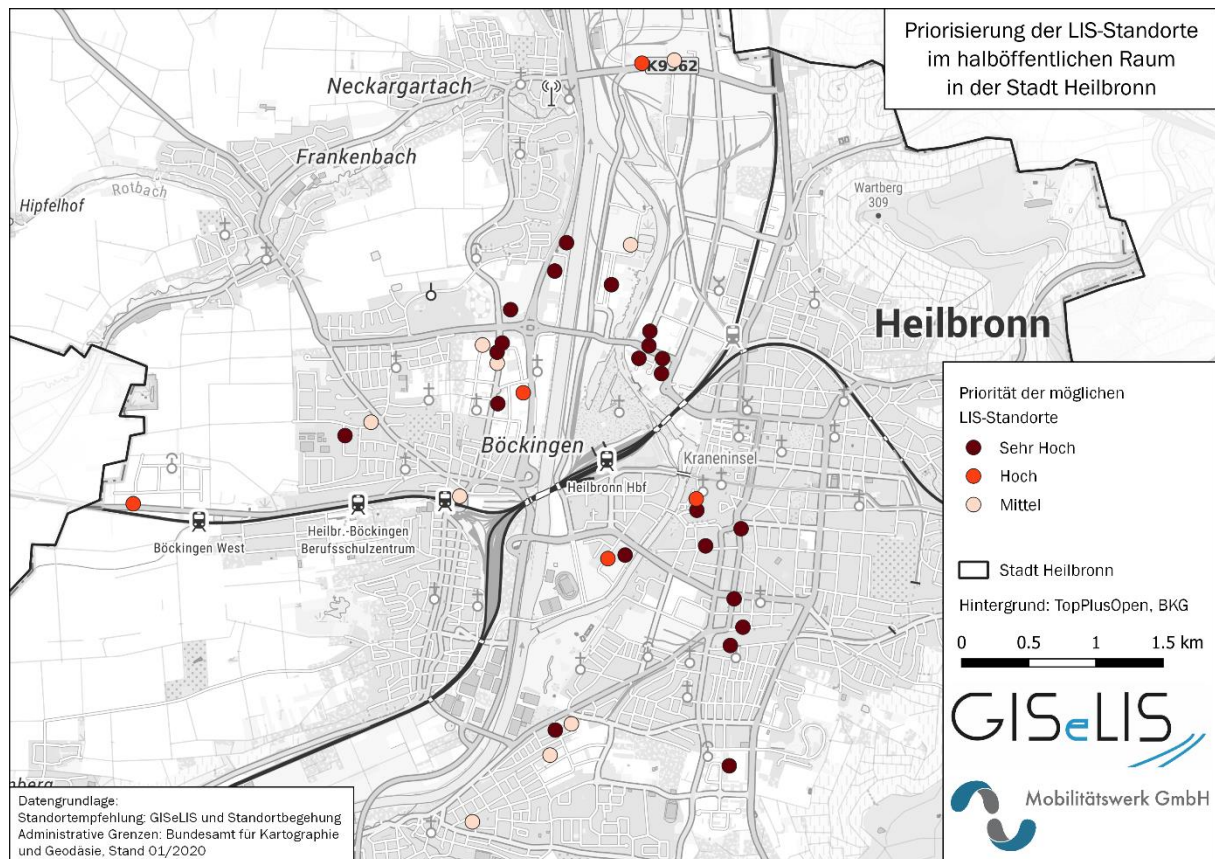 Priorisierung der LIS-Standorte
im halböffentlichen Raum
in der Stadt Heilbronn
Neckargartach
Frankenbach
Rotbach
Hipfelhof
Wartberg
309
Heilbronn
Böckingen
Kraneninsel
Heilbronn Hbf
Böckingen West
Heilbr.-Böckingen
Berufsschulzentrum
Priorität der möglichen
LIS-Standorte
Sehr Hoch
Hoch
Mittel
Stadt Heilbronn
Hintergrund: TopPlusOpen, BKG
0 1 1.5 km
GISeLIS
Mobilitätswerk GmbH
Datengrundlage:
Standortempfehlung: GISeLIS und Standortbegehung
Administrative Grenzen: Bundesamt für Kartographie
und Geodäsie, Stand 01/2020